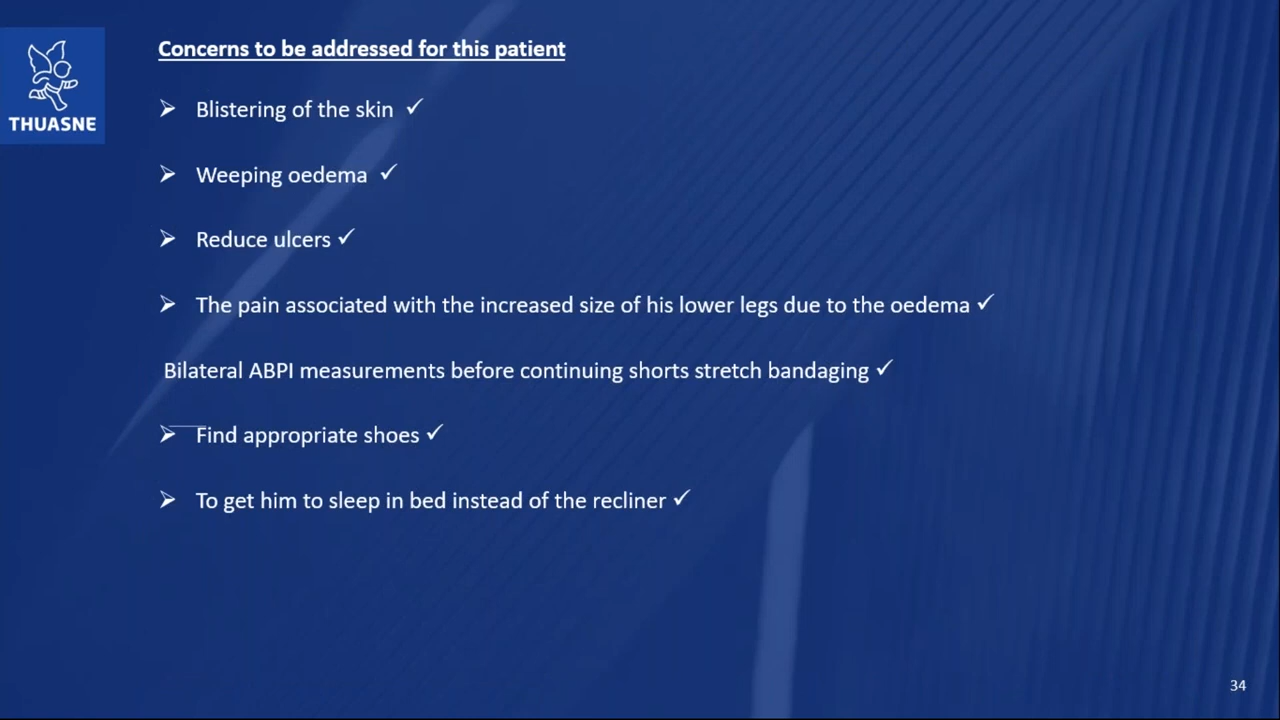 THUASNE
Concerns to be addressed for this patient
➢ Blistering of the skin ✓
➢ Weeping oedema ✓
➢ Reduce ulcers ✓
➢ The pain associated with the increased size of his lower legs due to the oedema ✓
Bilateral ABPI measurements before continuing shorts stretch bandaging ✓
➢ Find appropriate shoes ✓
➢ To get him to sleep in bed instead of the recliner ✓
34